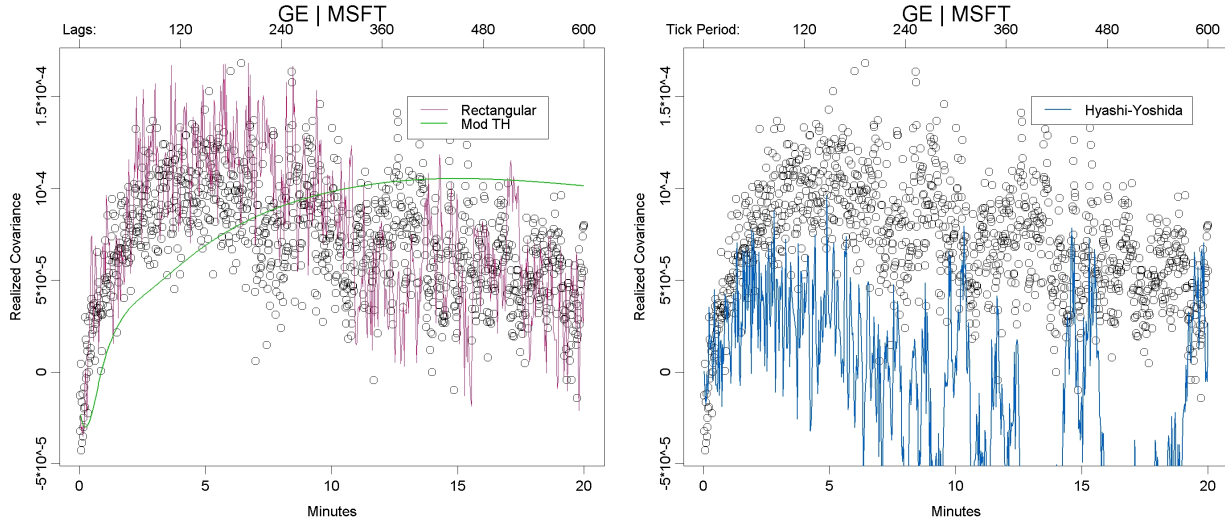 GE | MSFT
Lags: 120 240 360 480 600
Rectangular
Mod TH
Realized Covariance
-5*10^-5 0 5*10^-5 10^-4 1.5*10^-4
0 5 10 15 20
Minutes
GE | MSFT
Tick Period: 120 240 360 480 600
Hyashi-Yoshida
Realized Covariance
-5*10^-5 0 5*10^-5 10^-4 1.5*10^-4
0 5 10 15 20
Minutes